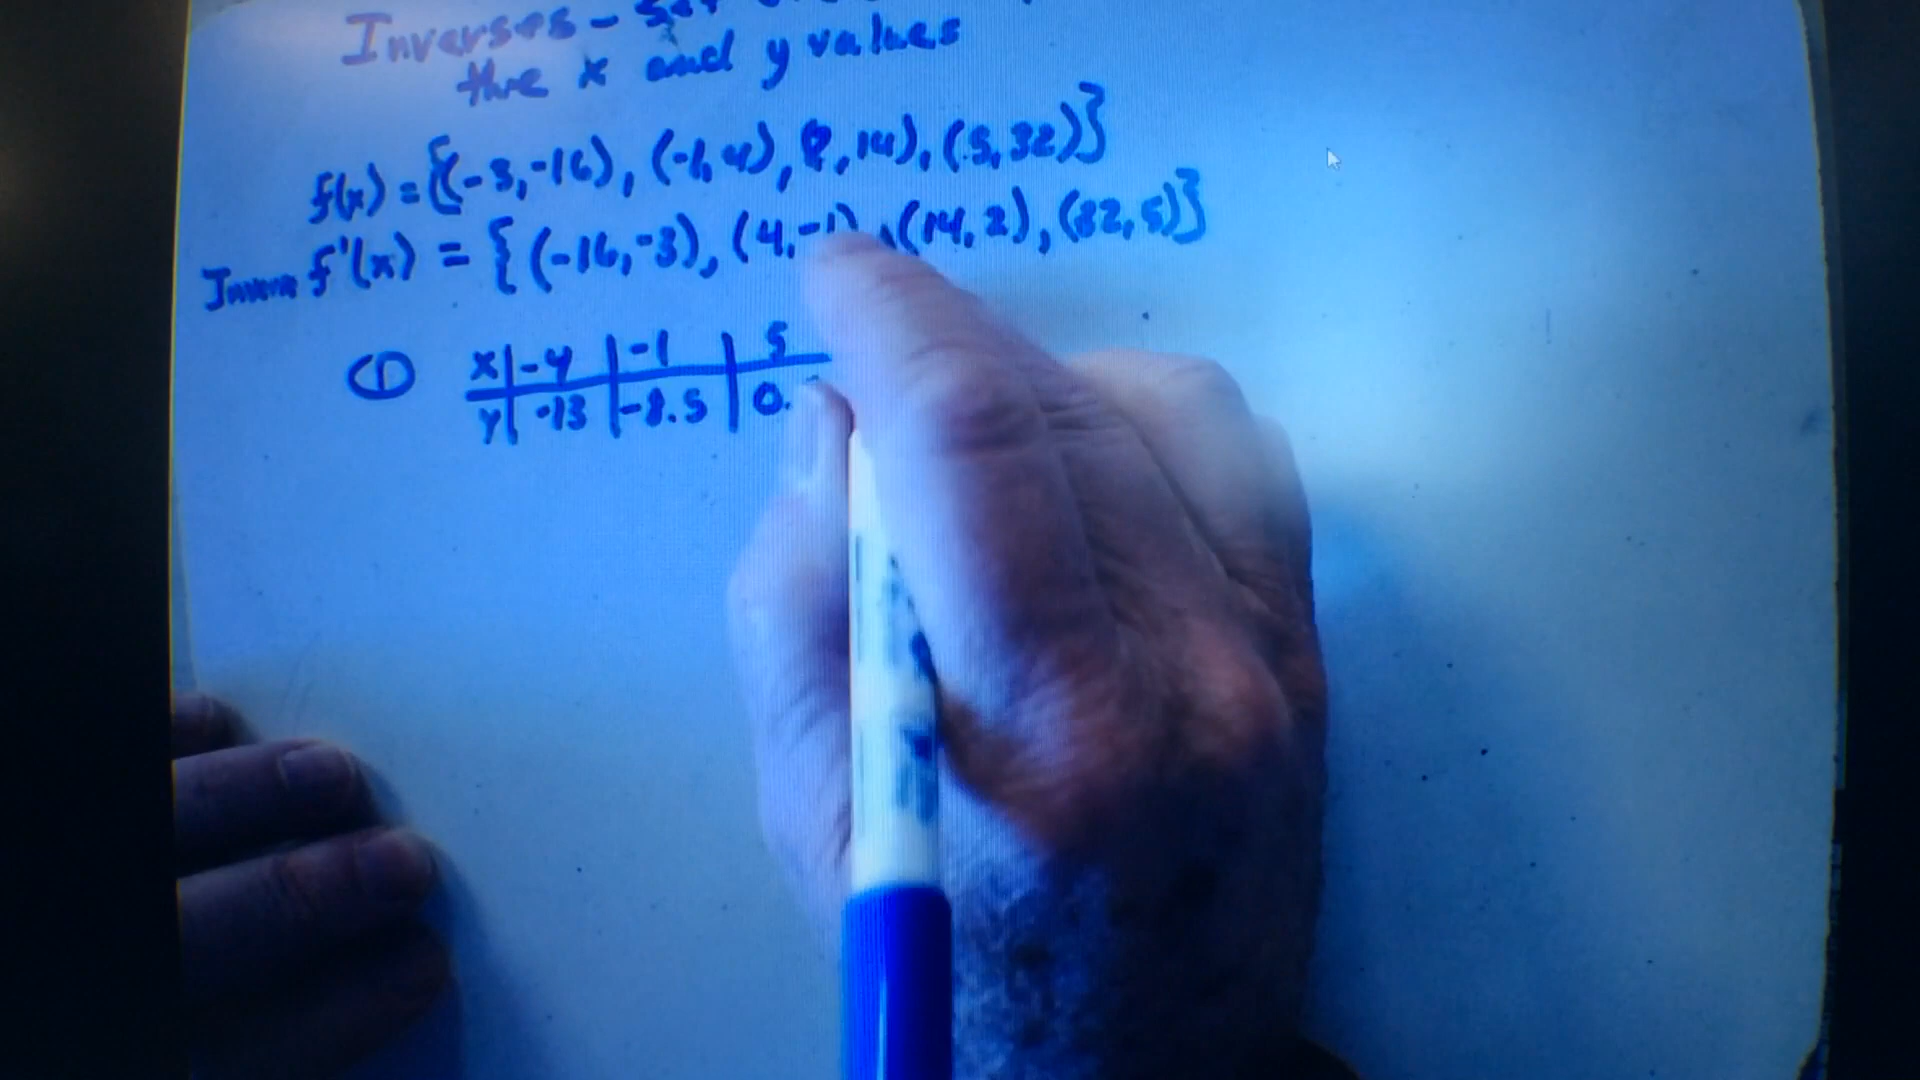 Inverses -
the x and y values
f(x) = {(-3,-16), (-1,4), (2,14), (5,32)}
Inverse f'(x) = {(-16,-3), (4,-1), (14,2), (32,5)}
① x | -4 | -1 | 5
y | -13 | -8.5 | 0.